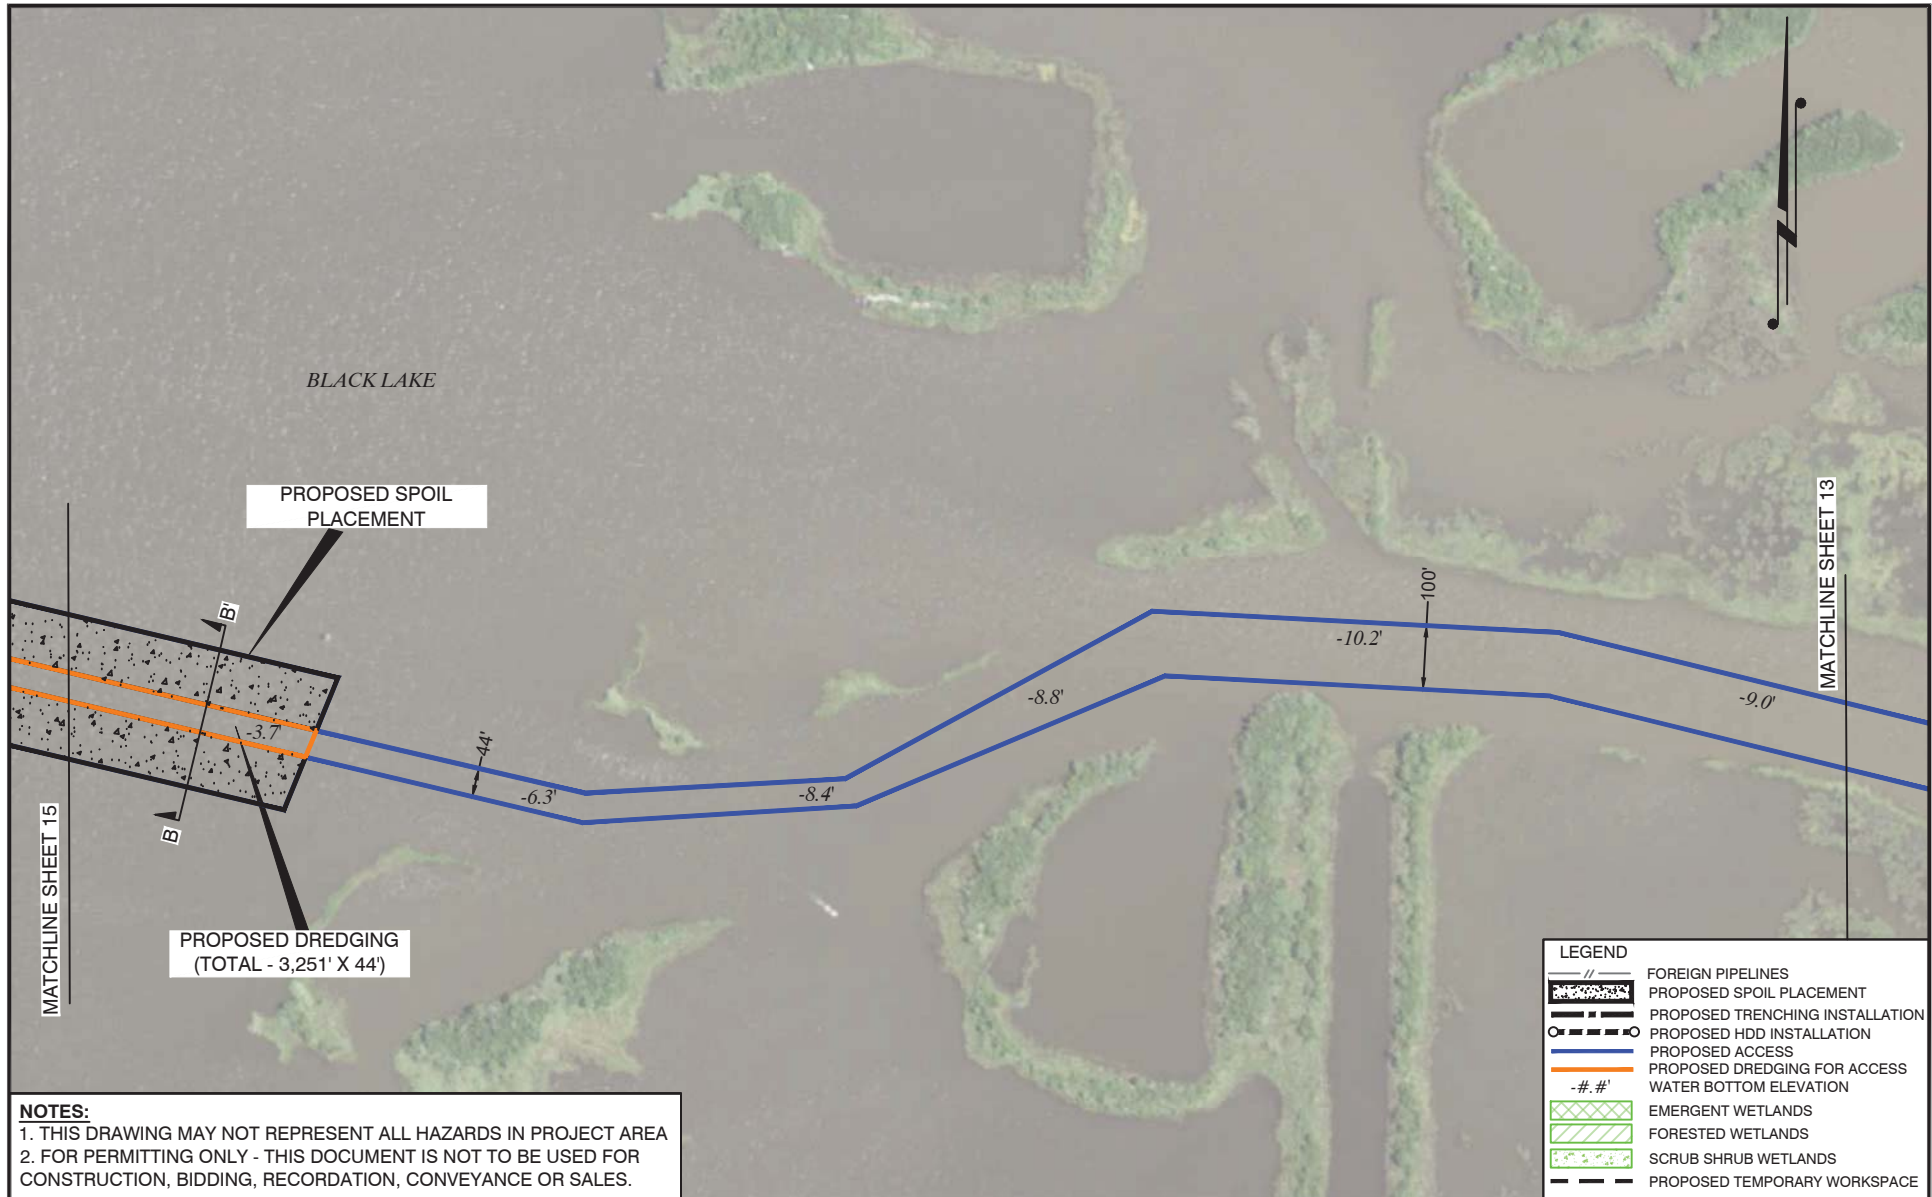 BLACK LAKE
PROPOSED SPOIL
PLACEMENT
MATCHLINE SHEET 13
100'
-10.2'
-9.0'
-8.8'
B'
-3.7'
44'
-6.3'
-8.4'
B
MATCHLINE SHEET 15
PROPOSED DREDGING
(TOTAL - 3,251' X 44')
LEGEND
FOREIGN PIPELINES
PROPOSED SPOIL PLACEMENT
PROPOSED TRENCHING INSTALLATION
PROPOSED HDD INSTALLATION
PROPOSED ACCESS
PROPOSED DREDGING FOR ACCESS
-#.#' WATER BOTTOM ELEVATION
EMERGENT WETLANDS
FORESTED WETLANDS
SCRUB SHRUB WETLANDS
PROPOSED TEMPORARY WORKSPACE
NOTES:
1. THIS DRAWING MAY NOT REPRESENT ALL HAZARDS IN PROJECT AREA
2. FOR PERMITTING ONLY - THIS DOCUMENT IS NOT TO BE USED FOR
CONSTRUCTION, BIDDING, RECORDATION, CONVEYANCE OR SALES.